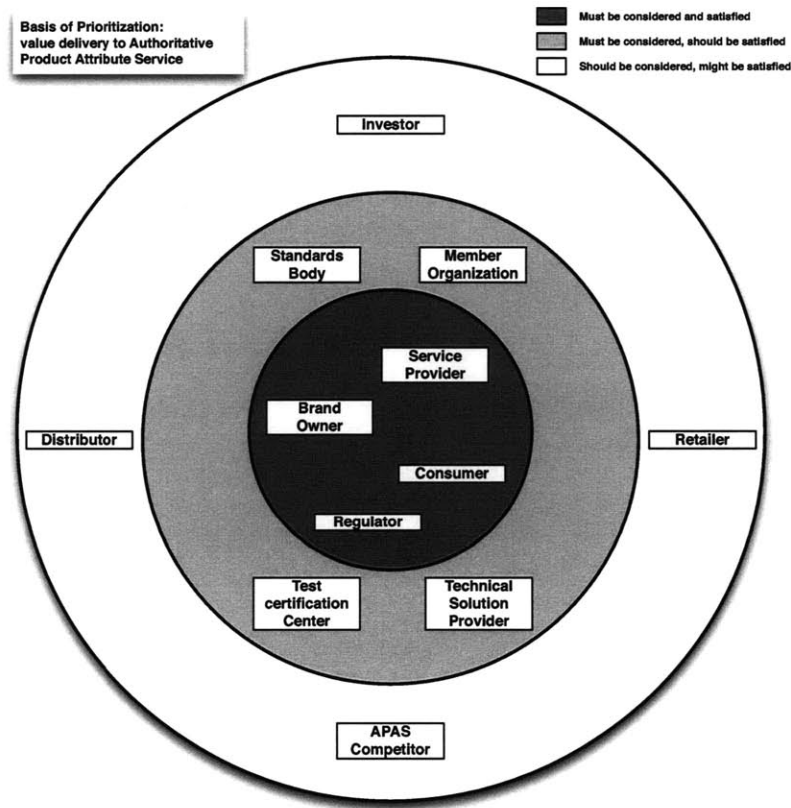 Basis of Prioritization:
value delivery to Authoritative
Product Attribute Service
Must be considered and satisfied
Must be considered, should be satisfied
Should be considered, might be satisfied
Investor
Standards
Body
Member
Organization
Service
Provider
Brand
Owner
Distributor
Retailer
Consumer
Regulator
Test
certification
Center
Technical
Solution
Provider
APAS
Competitor